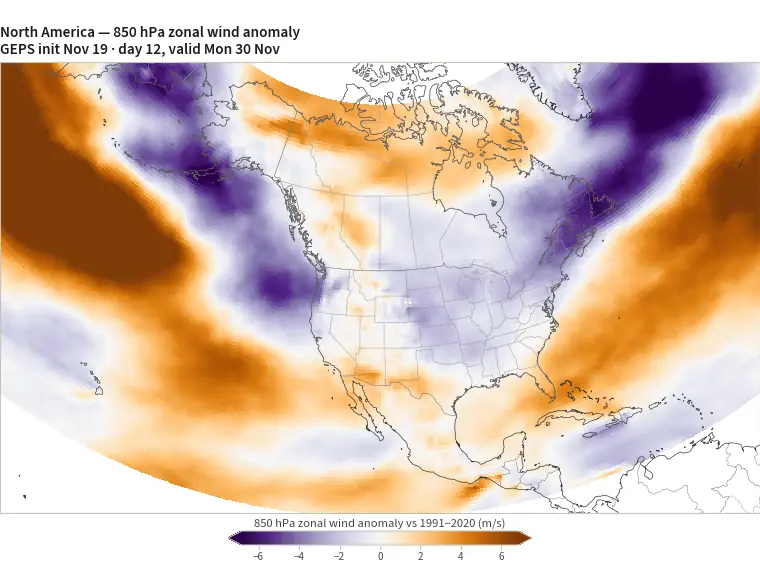 North America — 850 hPa zonal wind anomaly
GEPS init Nov 19 · day 12, valid Mon 30 Nov
850 hPa zonal wind anomaly vs 1991–2020 (m/s)
−6 −4 −2 0 2 4 6